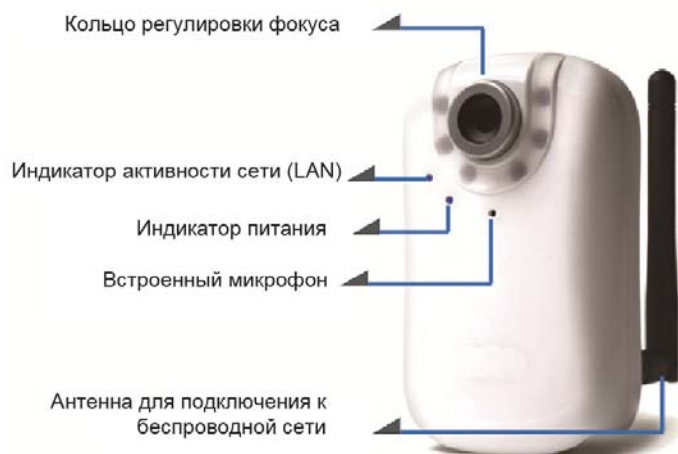 Кольцо регулировки фокуса
Индикатор активности сети (LAN)
Индикатор питания
Встроенный микрофон
Антенна для подключения к
беспроводной сети